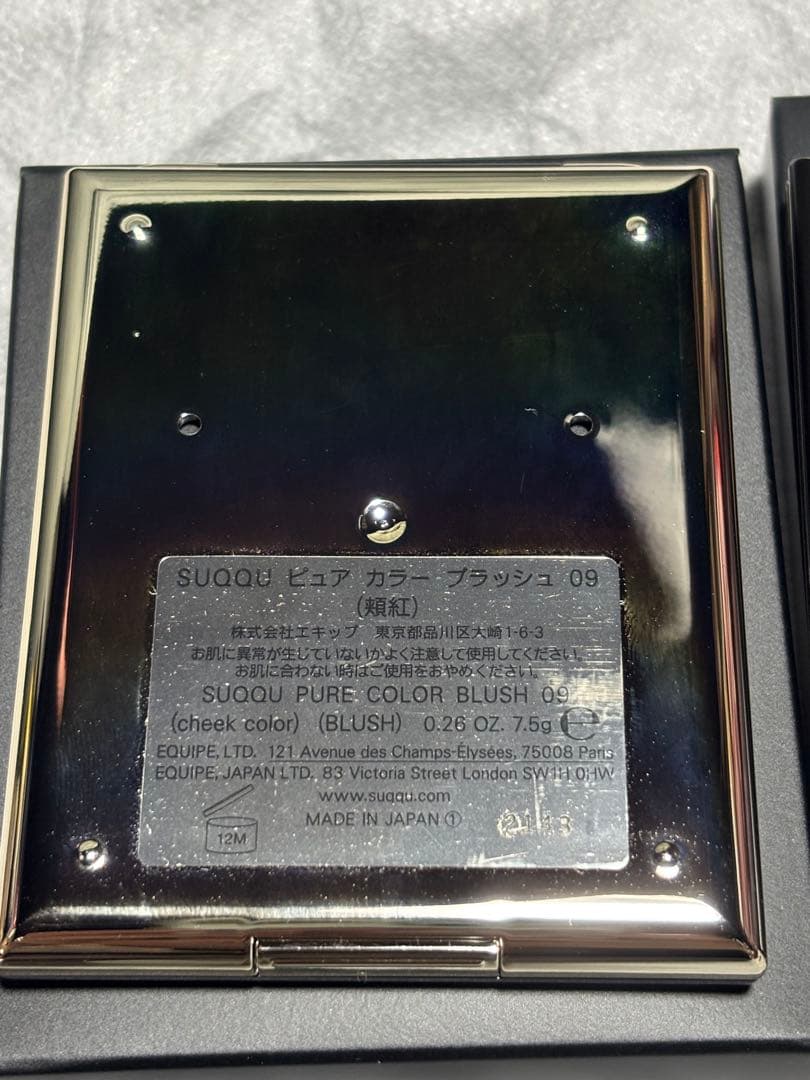 SUQQU ピュア カラー ブラッシュ 09
(頬紅)
株式会社エキップ 東京都品川区大崎1-6-3
お肌に異常が生じていないかよく注意して使用してください。
お肌に合わない時はご使用をおやめください。
SUQQU PURE COLOR BLUSH 09
(cheek color) (BLUSH) 0.26 OZ. 7.5g ℮
EQUIPE, LTD. 121 Avenue des Champs-Élysées, 75008 Paris
EQUIPE, JAPAN LTD. 83 Victoria Street London SW1H 0HW
www.suqqu.com
MADE IN JAPAN ①
12M